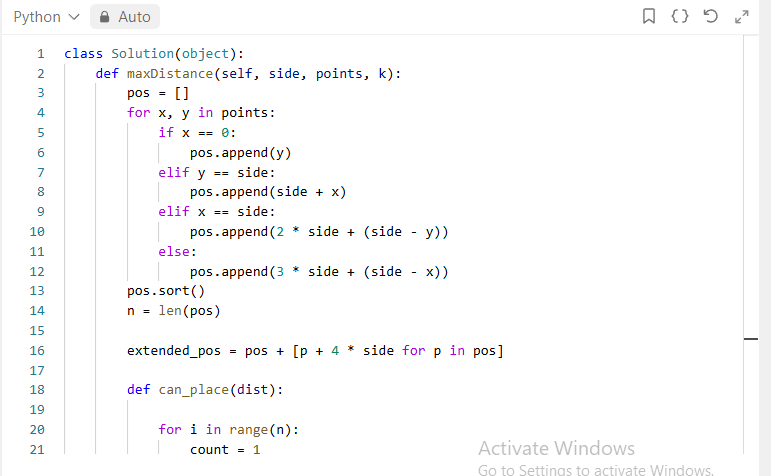 Python Auto
1 class Solution(object):
2     def maxDistance(self, side, points, k):
3         pos = []
4         for x, y in points:
5             if x == 0:
6                 pos.append(y)
7             elif y == side:
8                 pos.append(side + x)
9             elif x == side:
10                 pos.append(2 * side + (side - y))
11             else:
12                 pos.append(3 * side + (side - x))
13         pos.sort()
14         n = len(pos)
15
16         extended_pos = pos + [p + 4 * side for p in pos]
17
18         def can_place(dist):
19
20             for i in range(n):
21                 count = 1
Activate Windows
Go to Settings to activate Windows.